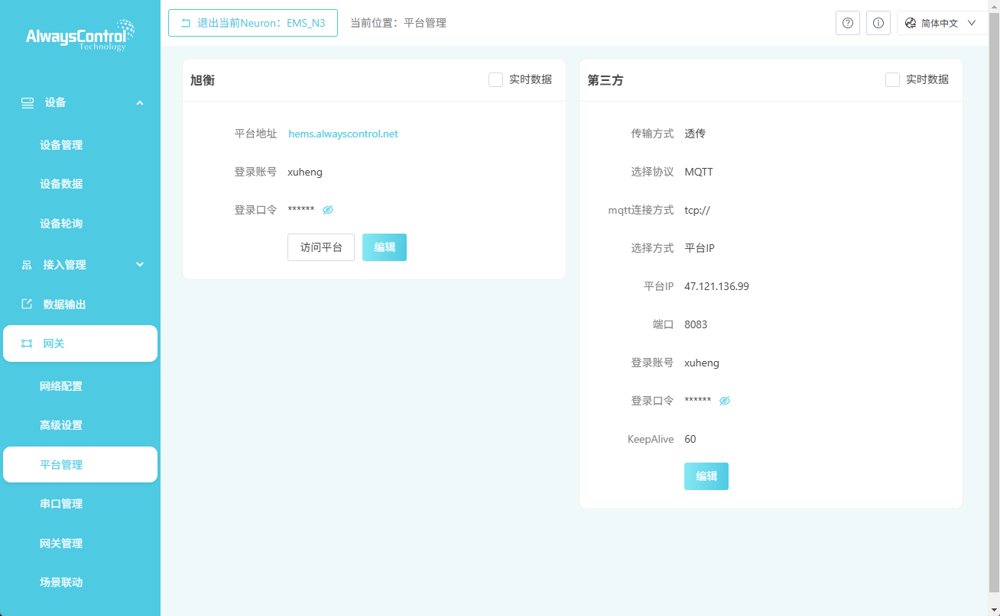 AlwaysControl
Technology
设备
设备管理
设备数据
设备轮询
接入管理
数据输出
网关
网络配置
高级设置
平台管理
串口管理
网关管理
场景联动
退出当前Neuron：EMS_N3
当前位置：平台管理
简体中文
旭衡
实时数据
平台地址 hems.alwayscontrol.net
登录账号 xuheng
登录口令 ******
访问平台 编辑
第三方
实时数据
传输方式 透传
选择协议 MQTT
mqtt连接方式 tcp://
选择方式 平台IP
平台IP 47.121.136.99
端口 8083
登录账号 xuheng
登录口令 ******
KeepAlive 60
编辑